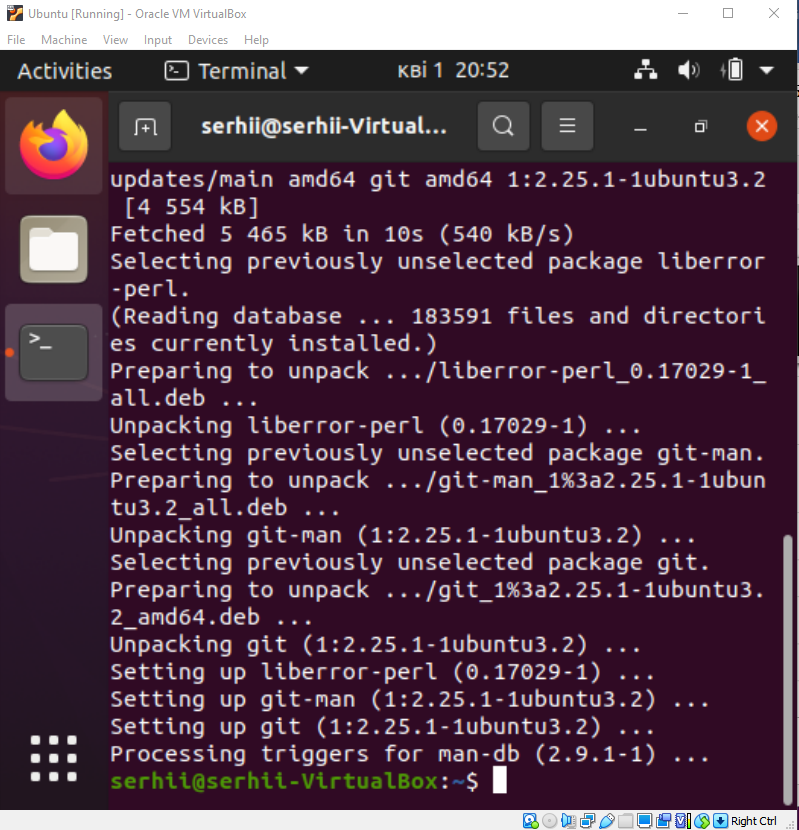 Ubuntu [Running] - Oracle VM VirtualBox
File Machine View Input Devices Help
Activities Terminal кві 1 20:52
serhii@serhii-Virtual...
updates/main amd64 git amd64 1:2.25.1-1ubuntu3.2
[4 554 kB]
Fetched 5 465 kB in 10s (540 kB/s)
Selecting previously unselected package liberror
-perl.
(Reading database ... 183591 files and directori
es currently installed.)
Preparing to unpack .../liberror-perl_0.17029-1_
all.deb ...
Unpacking liberror-perl (0.17029-1) ...
Selecting previously unselected package git-man.
Preparing to unpack .../git-man_1%3a2.25.1-1ubun
tu3.2_all.deb ...
Unpacking git-man (1:2.25.1-1ubuntu3.2) ...
Selecting previously unselected package git.
Preparing to unpack .../git_1%3a2.25.1-1ubuntu3.
2_amd64.deb ...
Unpacking git (1:2.25.1-1ubuntu3.2) ...
Setting up liberror-perl (0.17029-1) ...
Setting up git-man (1:2.25.1-1ubuntu3.2) ...
Setting up git (1:2.25.1-1ubuntu3.2) ...
Processing triggers for man-db (2.9.1-1) ...
serhii@serhii-VirtualBox:~$
Right Ctrl